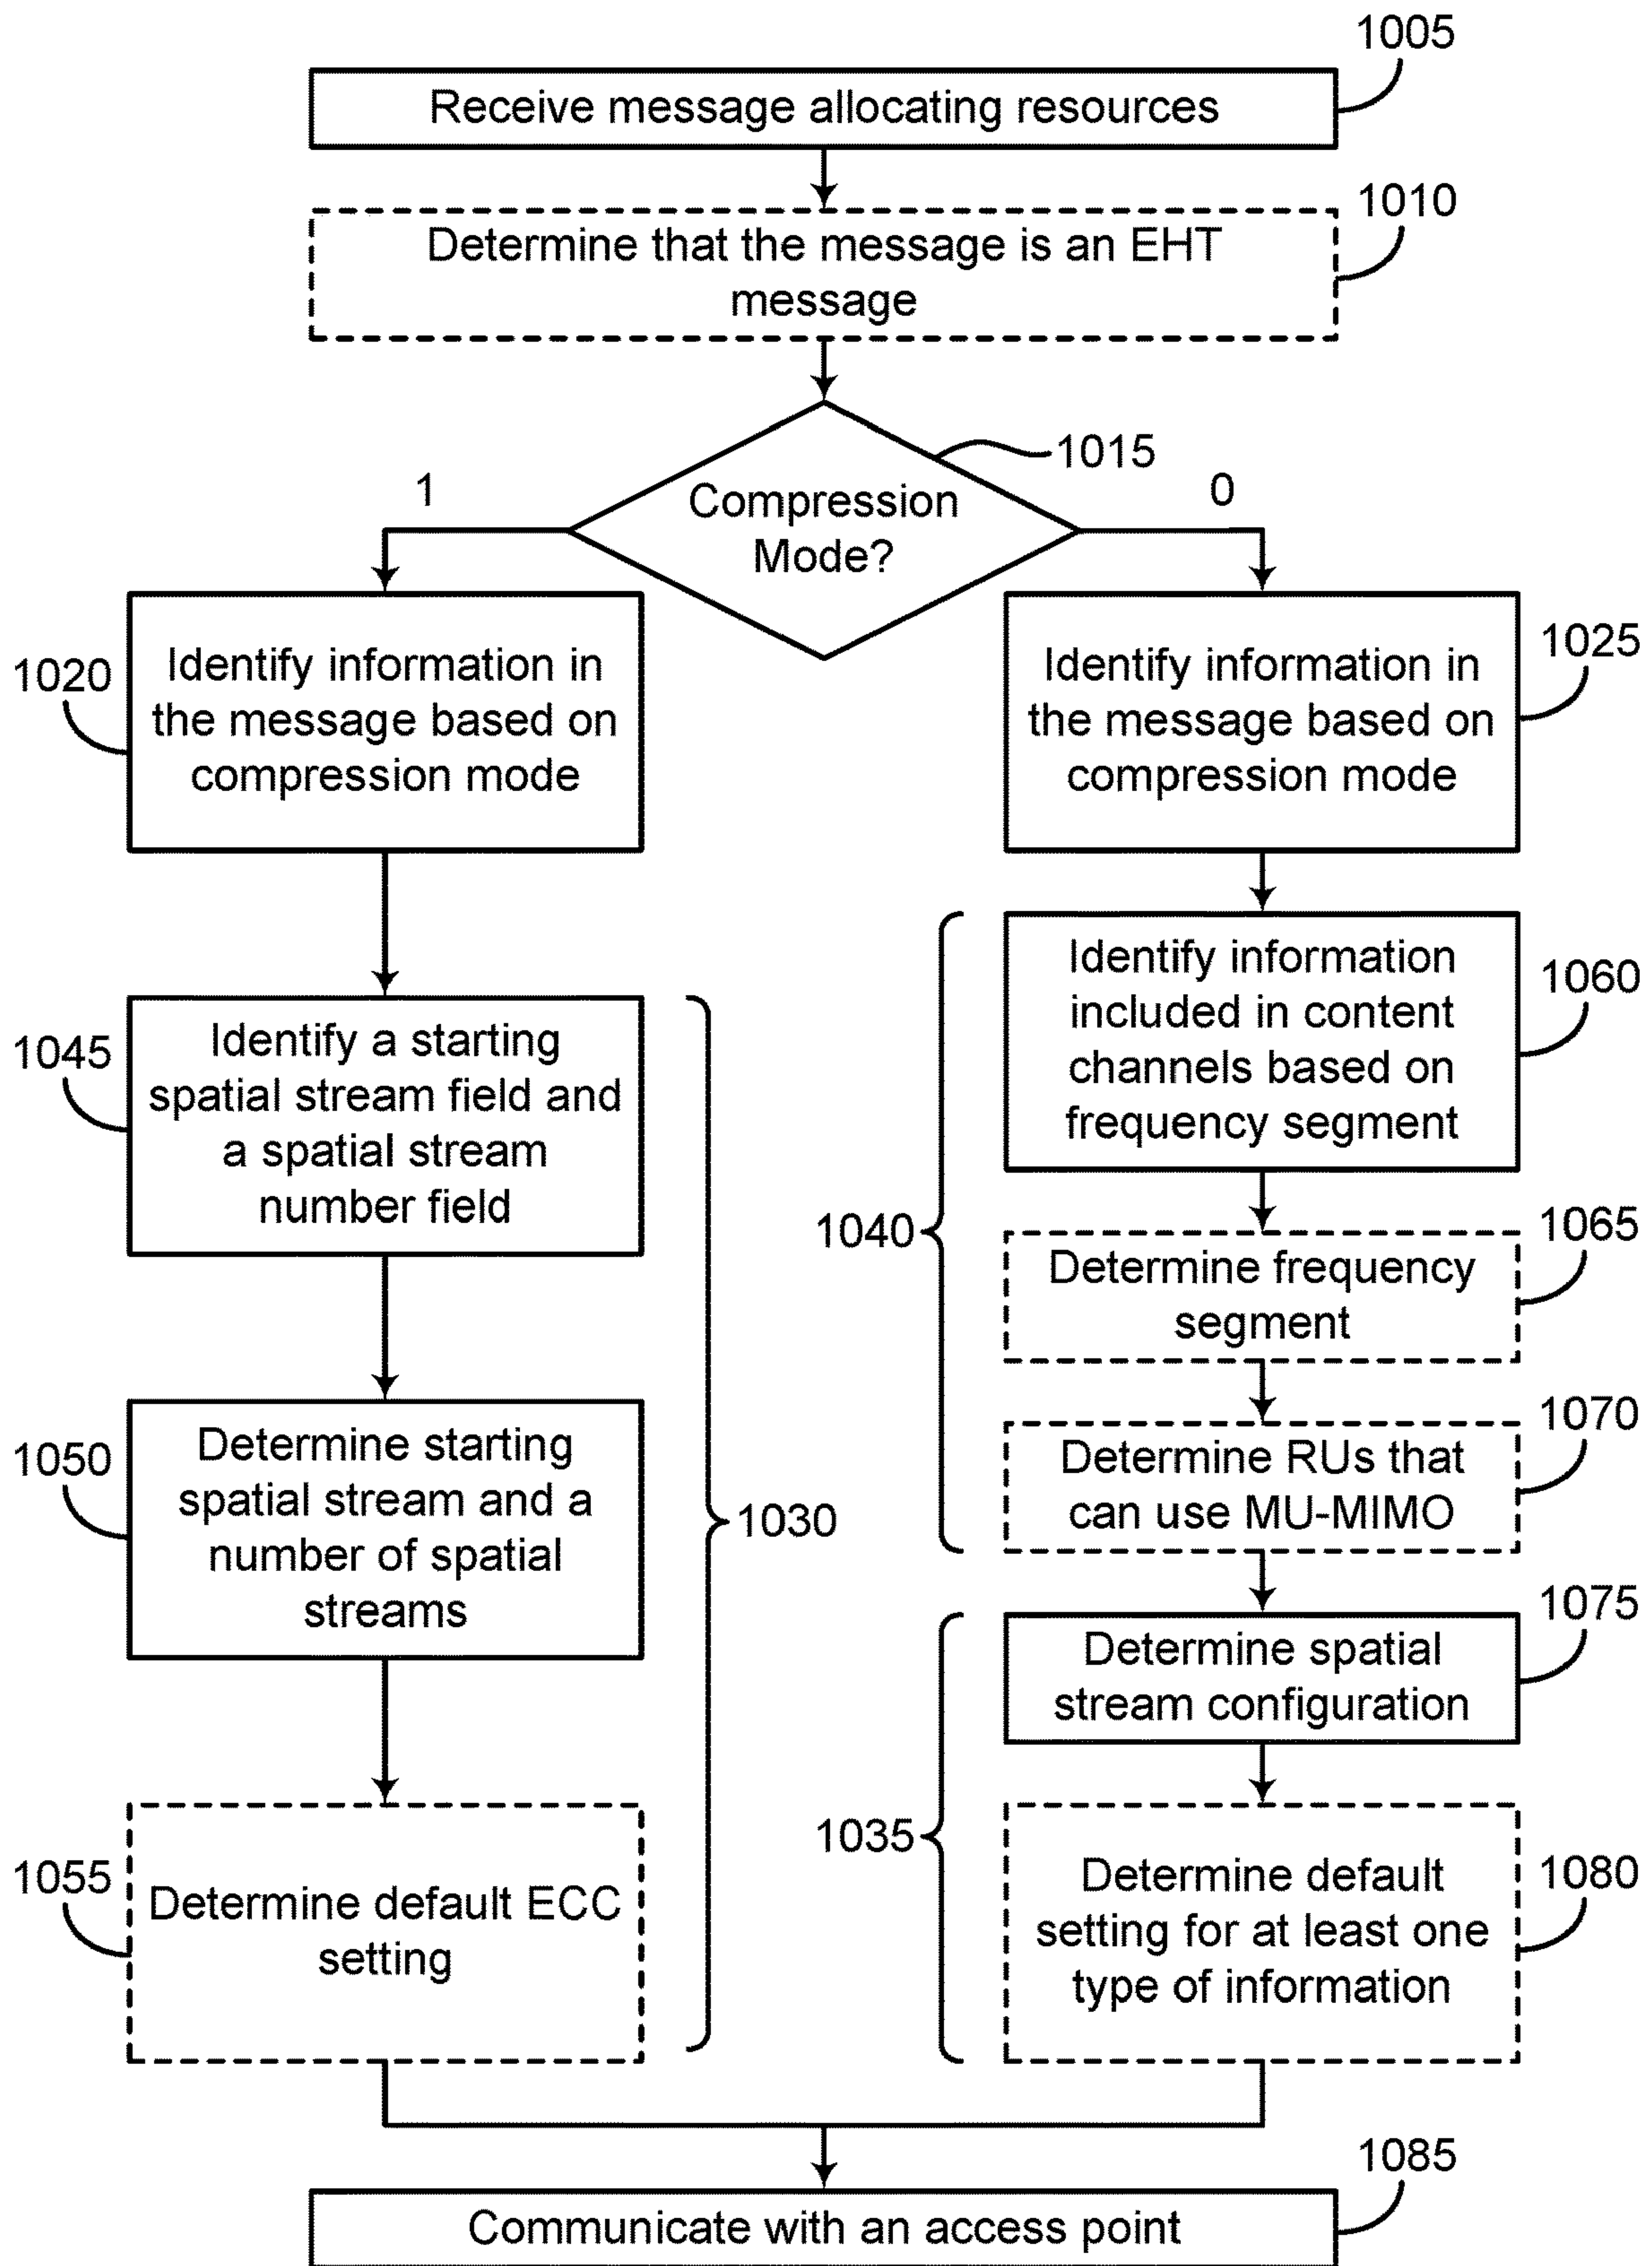 1005
Receive message allocating resources
1010
Determine that the message is an EHT
message
1015
Compression
Mode?
1
0
1020
Identify information in
the message based on
compression mode
1025
Identify information in
the message based on
compression mode
1045
Identify a starting
spatial stream field and
a spatial stream
number field
1050
Determine starting
spatial stream and a
number of spatial
streams
1055
Determine default ECC
setting
1030
1040
1060
Identify information
included in content
channels based on
frequency segment
1065
Determine frequency
segment
1070
Determine RUs that
can use MU-MIMO
1035
1075
Determine spatial
stream configuration
1080
Determine default
setting for at least one
type of information
1085
Communicate with an access point